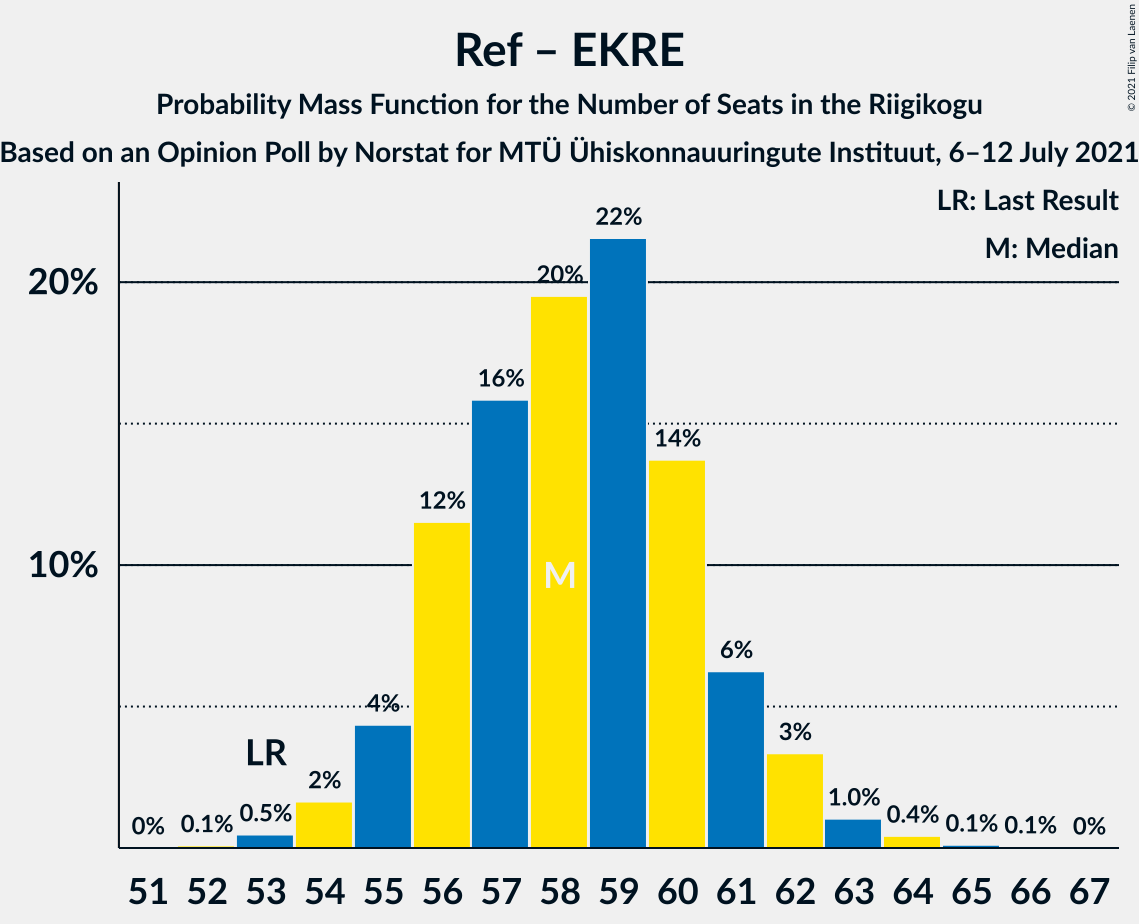 Ref – EKRE
Probability Mass Function for the Number of Seats in the Riigikogu
Based on an Opinion Poll by Norstat for MTÜ Ühiskonnauuringute Instituut, 6–12 July 2021
© 2021 Filip van Laenen
LR: Last Result
M: Median
20%
10%
0%
0.1%
0.5%
LR
2%
4%
12%
16%
20%
M
22%
14%
6%
3%
1.0%
0.4%
0.1%
0.1%
0%
51 52 53 54 55 56 57 58 59 60 61 62 63 64 65 66 67